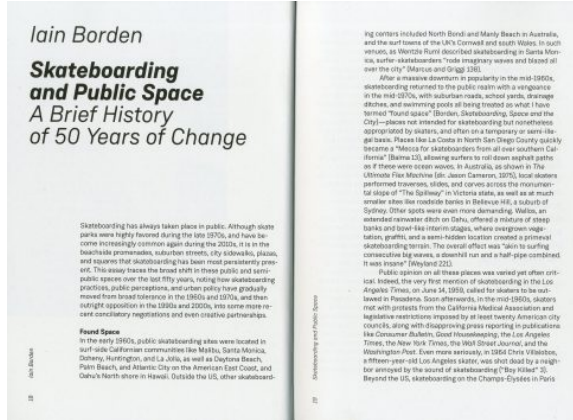 Iain Borden
Skateboarding
and Public Space
A Brief History
of 50 Years of Change
Skateboarding has always taken place in public. Although skate
parks were highly favored during the late 1970s, and have be-
come increasingly common again during the 2010s, it is in the
beachside promenades, suburban streets, city sidewalks, plazas,
and squares that skateboarding has been most persistently pres-
ent. This essay traces the broad shift in these public and semi-
public spaces over the last fifty years, noting how skateboarding
practices, public perceptions, and urban policy have gradually
moved from broad tolerance in the 1960s and 1970s, and then
outright opposition in the 1980s and 2000s, into some more re-
cent conciliatory negotiations and even creative partnerships.
Found Space
In the early 1960s, public skateboarding sites were located in
surf-side Californian communities like Malibu, Santa Monica,
Doheny, Huntington, and La Jolla, as well as Daytona Beach,
Palm Beach, and Atlantic City on the American East Coast, and
Oahu's North shore in Hawaii. Outside the US, other skateboard-
Iain Borden
ing centers included North Bondi and Manly Beach in Australia,
and the surf towns of the UK's Cornwall and south Wales. In such
venues, as Wentzle Ruml described skateboarding in Santa Mon-
ica, surfer-skateboarders "rode imaginary waves and blazed all
over the city" (Marcus and Griggi 138).
After a massive downturn in popularity in the mid-1960s,
skateboarding returned to the public realm with a vengeance
in the mid-1970s, with suburban roads, school yards, drainage
ditches, and swimming pools all being treated as what I have
termed "found space" (Borden, Skateboarding, Space and the
City)—places not intended for skateboarding but nonetheless
appropriated by skaters, and often on a temporary or semi-ille-
gal basis. Places like La Costa in North San Diego County quickly
became a "Mecca for skateboarders from all over southern Cal-
ifornia" (Balma 13), allowing surfers to roll down asphalt paths
as if these were ocean waves. In Australia, as shown in The
Ultimate Flex Machine (dir. Jason Cameron, 1975), local skaters
performed traverses, slides, and carves across the monumental
slope of "The Spillway" in Victoria state, as well as at much
smaller sites like roadside banks in Bellevue Hill, a suburb of
Sydney. Other spots were even more demanding. Wallos, an
extended rainwater ditch on Oahu, offered a mixture of steep
banks and bowl-like interim stages, where overgrown vege-
tation, graffiti, and a semi-hidden location created a primeval
skateboarding terrain. The overall effect was "akin to surfing
consecutive big waves, a downhill run and a half-pipe combined.
It was insane" (Weyland 221).
Public opinion on all these places was varyied yet often crit-
ical. Indeed, the very first mention of skateboarding in the Los
Angeles Times, on June 14, 1959, called for skaters to be out-
lawed in Pasadena. Soon afterwards, in the mid-1960s, skaters
met with protests from the California Medical Association and
legislative restrictions imposed by at least twenty American city
councils, along with disapproving press reporting in publications
like Consumer Bulletin, Good Housekeeping, the Los Angeles
Times, the New York Times, the Wall Street Journal, and the
Washington Post. Even more seriously, in 1964 Chris Villalobos,
a fifteen-year-old Los Angeles skater, was shot dead by a neigh-
bor annoyed by the sound of skateboarding ("Boy Killed" 3).
Beyond the US, skateboarding on the Champs-Elysées in Paris
Skateboarding and Public Space